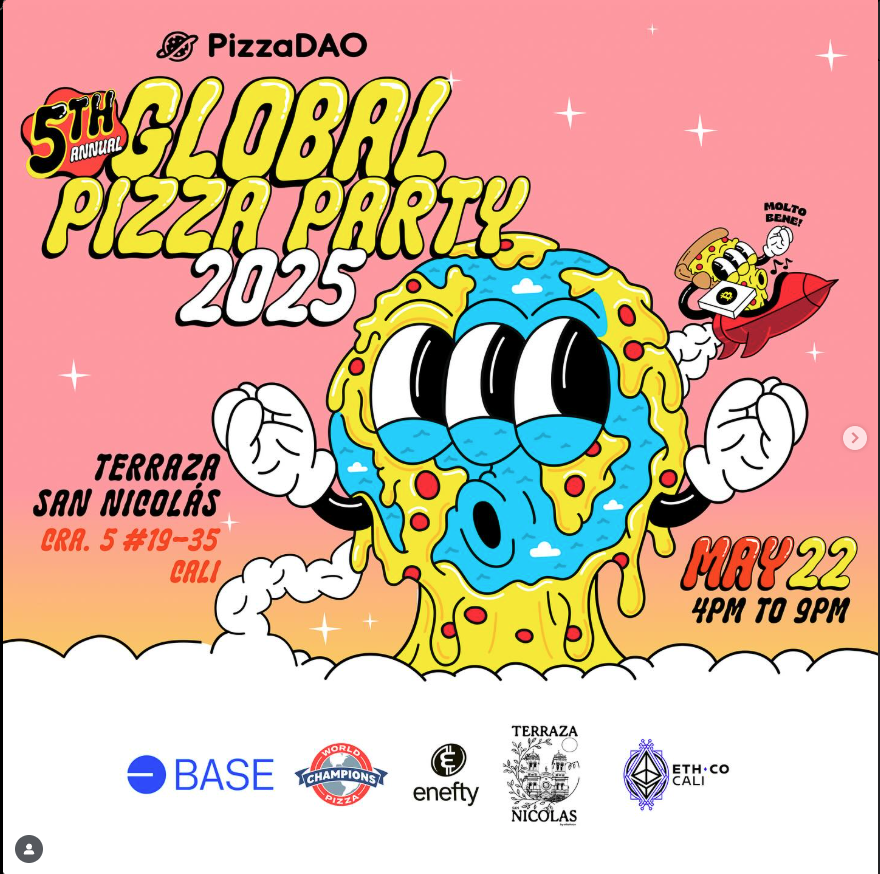 PizzaDAO
5TH
ANNUAL
GLOBAL
PIZZA PARTY
2025
MOLTO
BENE!
TERRAZA
SAN NICOLÁS
CRA. 5 #19-35
CALI
MAY 22
4PM TO 9PM
BASE
WORLD
CHAMPIONS
PIZZA
enefty
TERRAZA
SAN
NICOLAS
ETH·CO
CALI